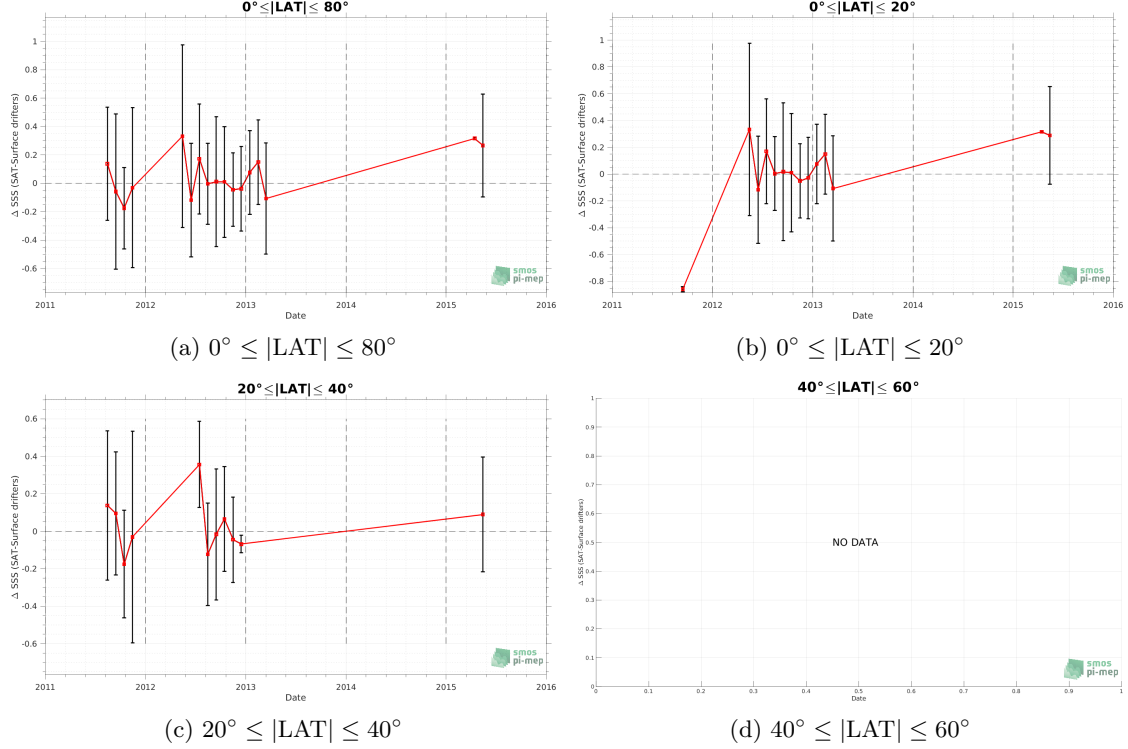 0°≤|LAT|≤ 80°
Δ SSS (SAT-Surface drifters)
1
0.8
0.6
0.4
0.2
0
-0.2
-0.4
-0.6
2011 2012 2013 2014 2015 2016
Date
smos
pi-mep
(a) 0° ≤ |LAT| ≤ 80°
0°≤|LAT|≤ 20°
Δ SSS (SAT-Surface drifters)
1
0.8
0.6
0.4
0.2
0
-0.2
-0.4
-0.6
-0.8
2011 2012 2013 2014 2015 2016
Date
smos
pi-mep
(b) 0° ≤ |LAT| ≤ 20°
20°≤|LAT|≤ 40°
Δ SSS (SAT-Surface drifters)
0.6
0.4
0.2
0
-0.2
-0.4
-0.6
2011 2012 2013 2014 2015 2016
Date
smos
pi-mep
(c) 20° ≤ |LAT| ≤ 40°
40°≤|LAT|≤ 60°
Δ SSS (SAT-Surface drifters)
1
0.9
0.8
0.7
0.6
0.5
0.4
0.3
0.2
0.1
0
NO DATA
0 0.1 0.2 0.3 0.4 0.5 0.6 0.7 0.8 0.9 1
Date
smos
pi-mep
(d) 40° ≤ |LAT| ≤ 60°